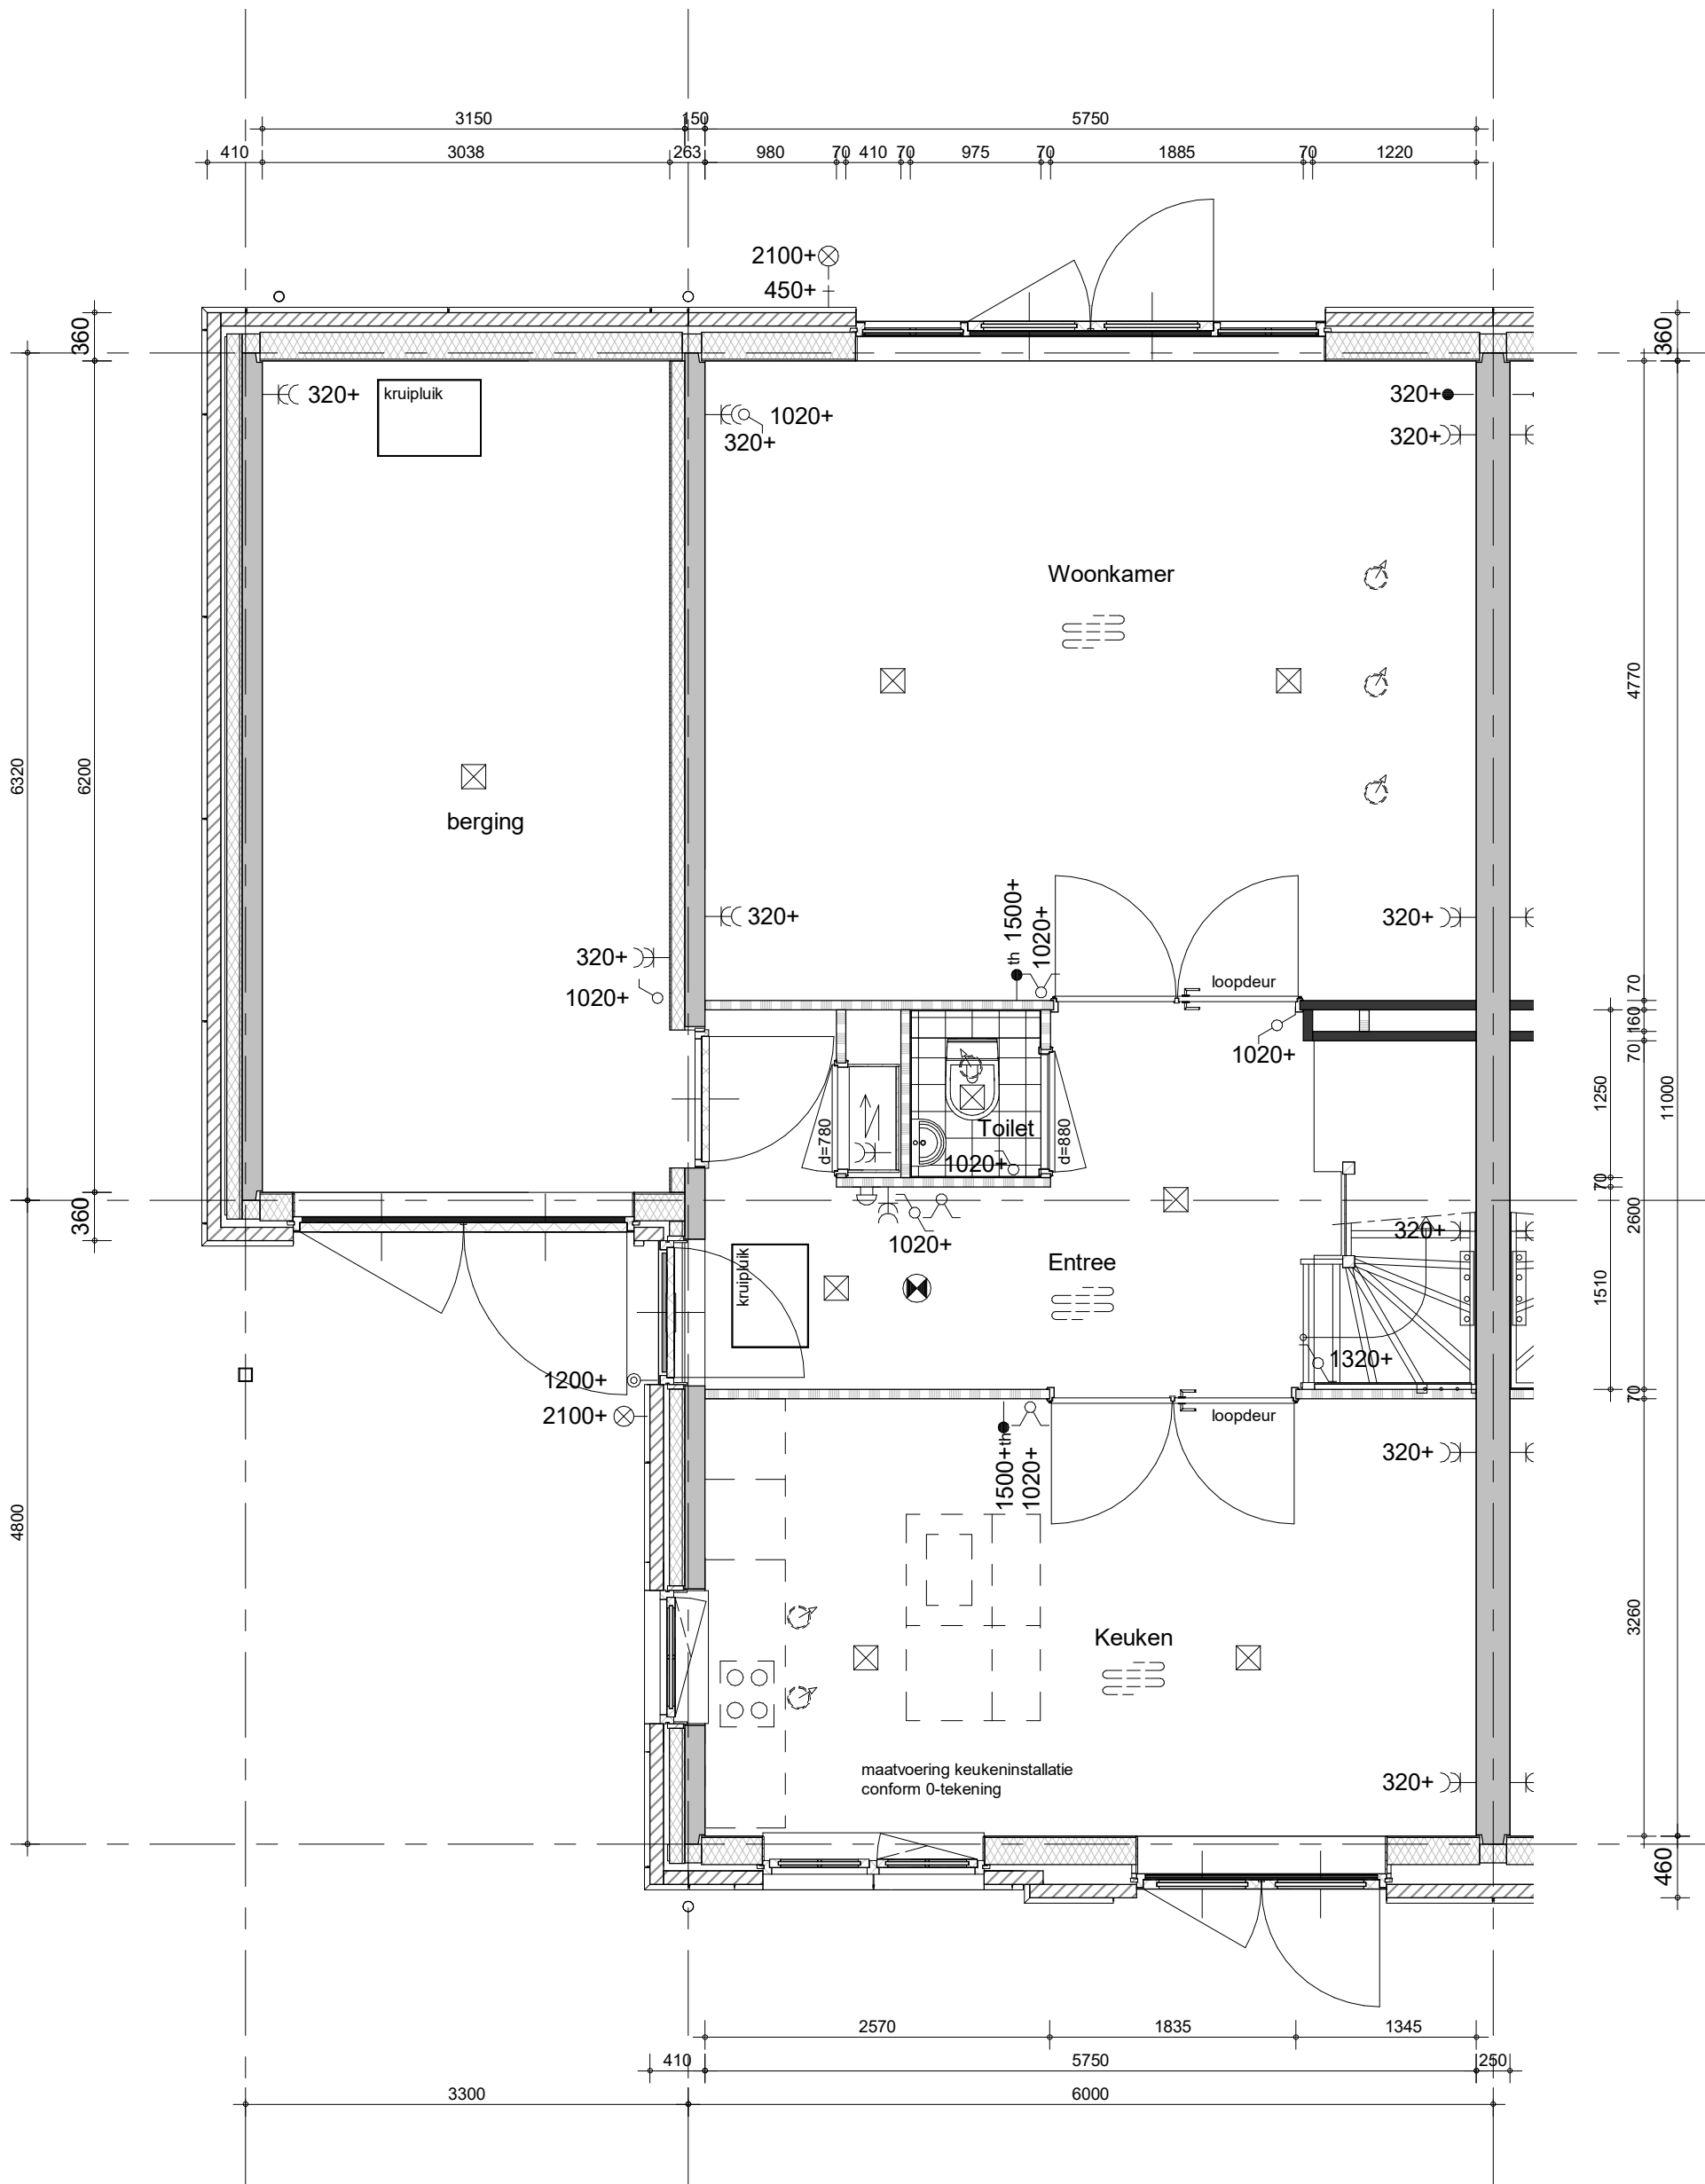 3150 150 5750
410 3038 263 980 70 410 70 975 70 1885 70 1220
2100+
450+
360 360
320+ kruipluik 1020+ 320+
320+ 320+
Woonkamer
4770
6320 6200
berging
320+ 1500+ 320+
th 1020+
320+
1020+
loopdeur
70
160
1020+
70
1250 11000
d=780 Toilet d=880
1020+
70
360 2600
320+
1020+
kruipluik Entree
1510
1320+
1200+
2100+
70
loopdeur
1500+ th 320+
1020+
4800
3260
Keuken
maatvoering keukeninstallatie
conform 0-tekening
320+
460
2570 1835 1345
410 5750 250
3300 6000